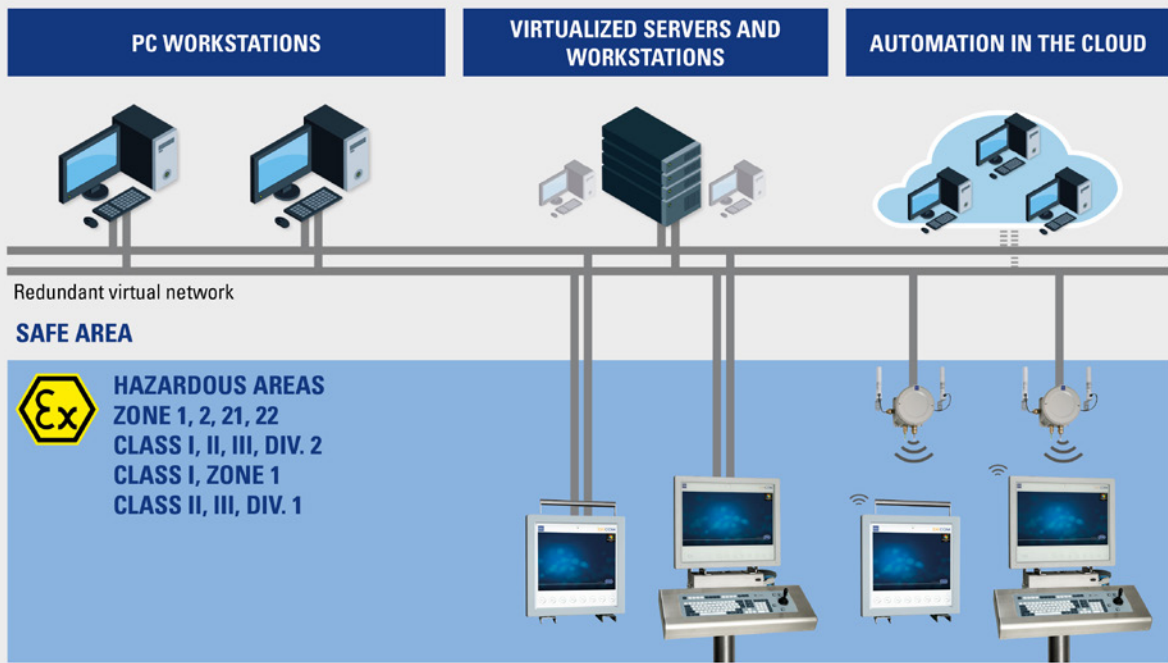 PC WORKSTATIONS
VIRTUALIZED SERVERS AND
WORKSTATIONS
AUTOMATION IN THE CLOUD
Redundant virtual network
SAFE AREA
Ex
HAZARDOUS AREAS
ZONE 1, 2, 21, 22
CLASS I, II, III, DIV. 2
CLASS I, ZONE 1
CLASS II, III, DIV. 1